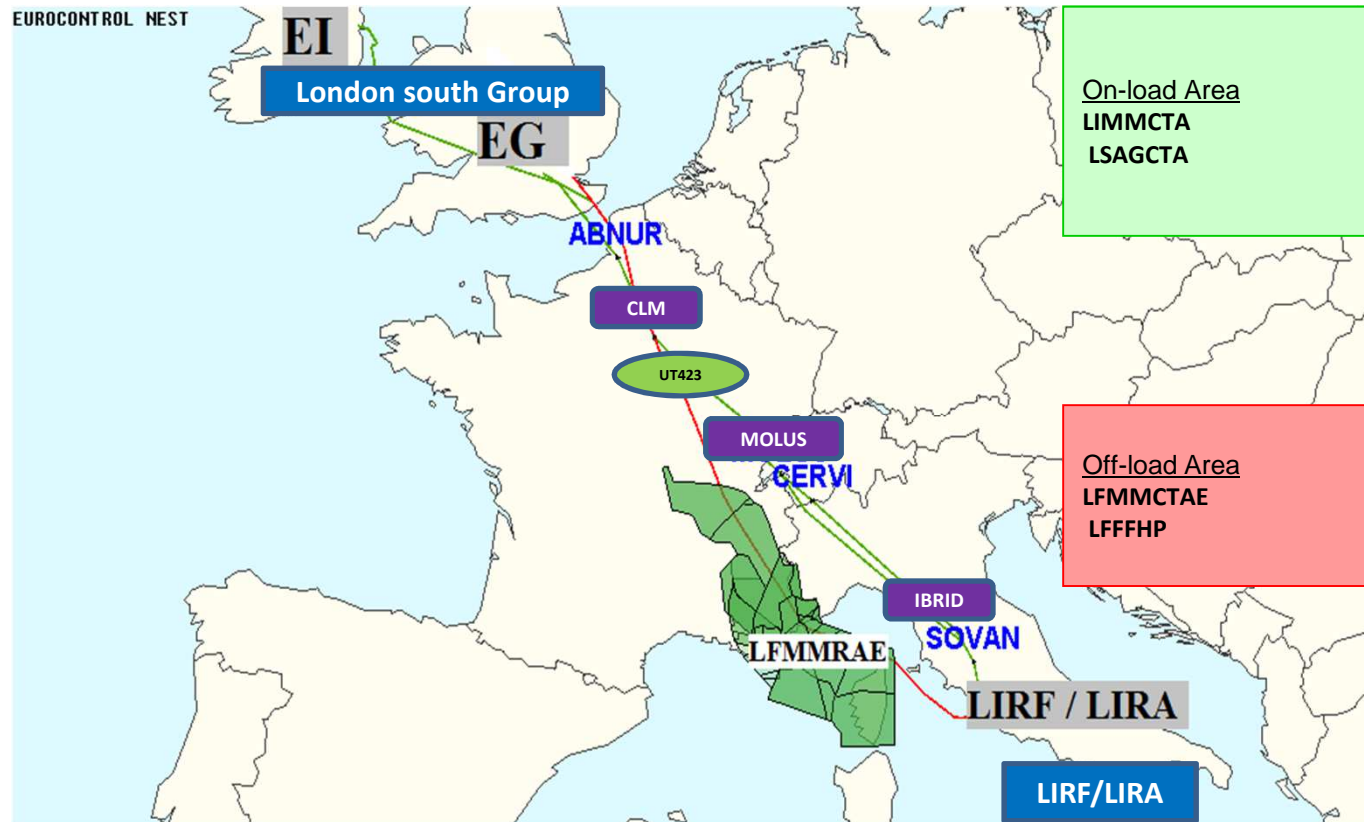 EUROCONTROL NEST
EI
London south Group
EG
ABNUR
CLM
UT423
MOLUS
CERVI
IBRID
SOVAN
LFMMRAE
LIRF / LIRA
LIRF/LIRA
On-load Area
LIMMCTA
LSAGCTA
Off-load Area
LFMMCTAE
LFFFHP